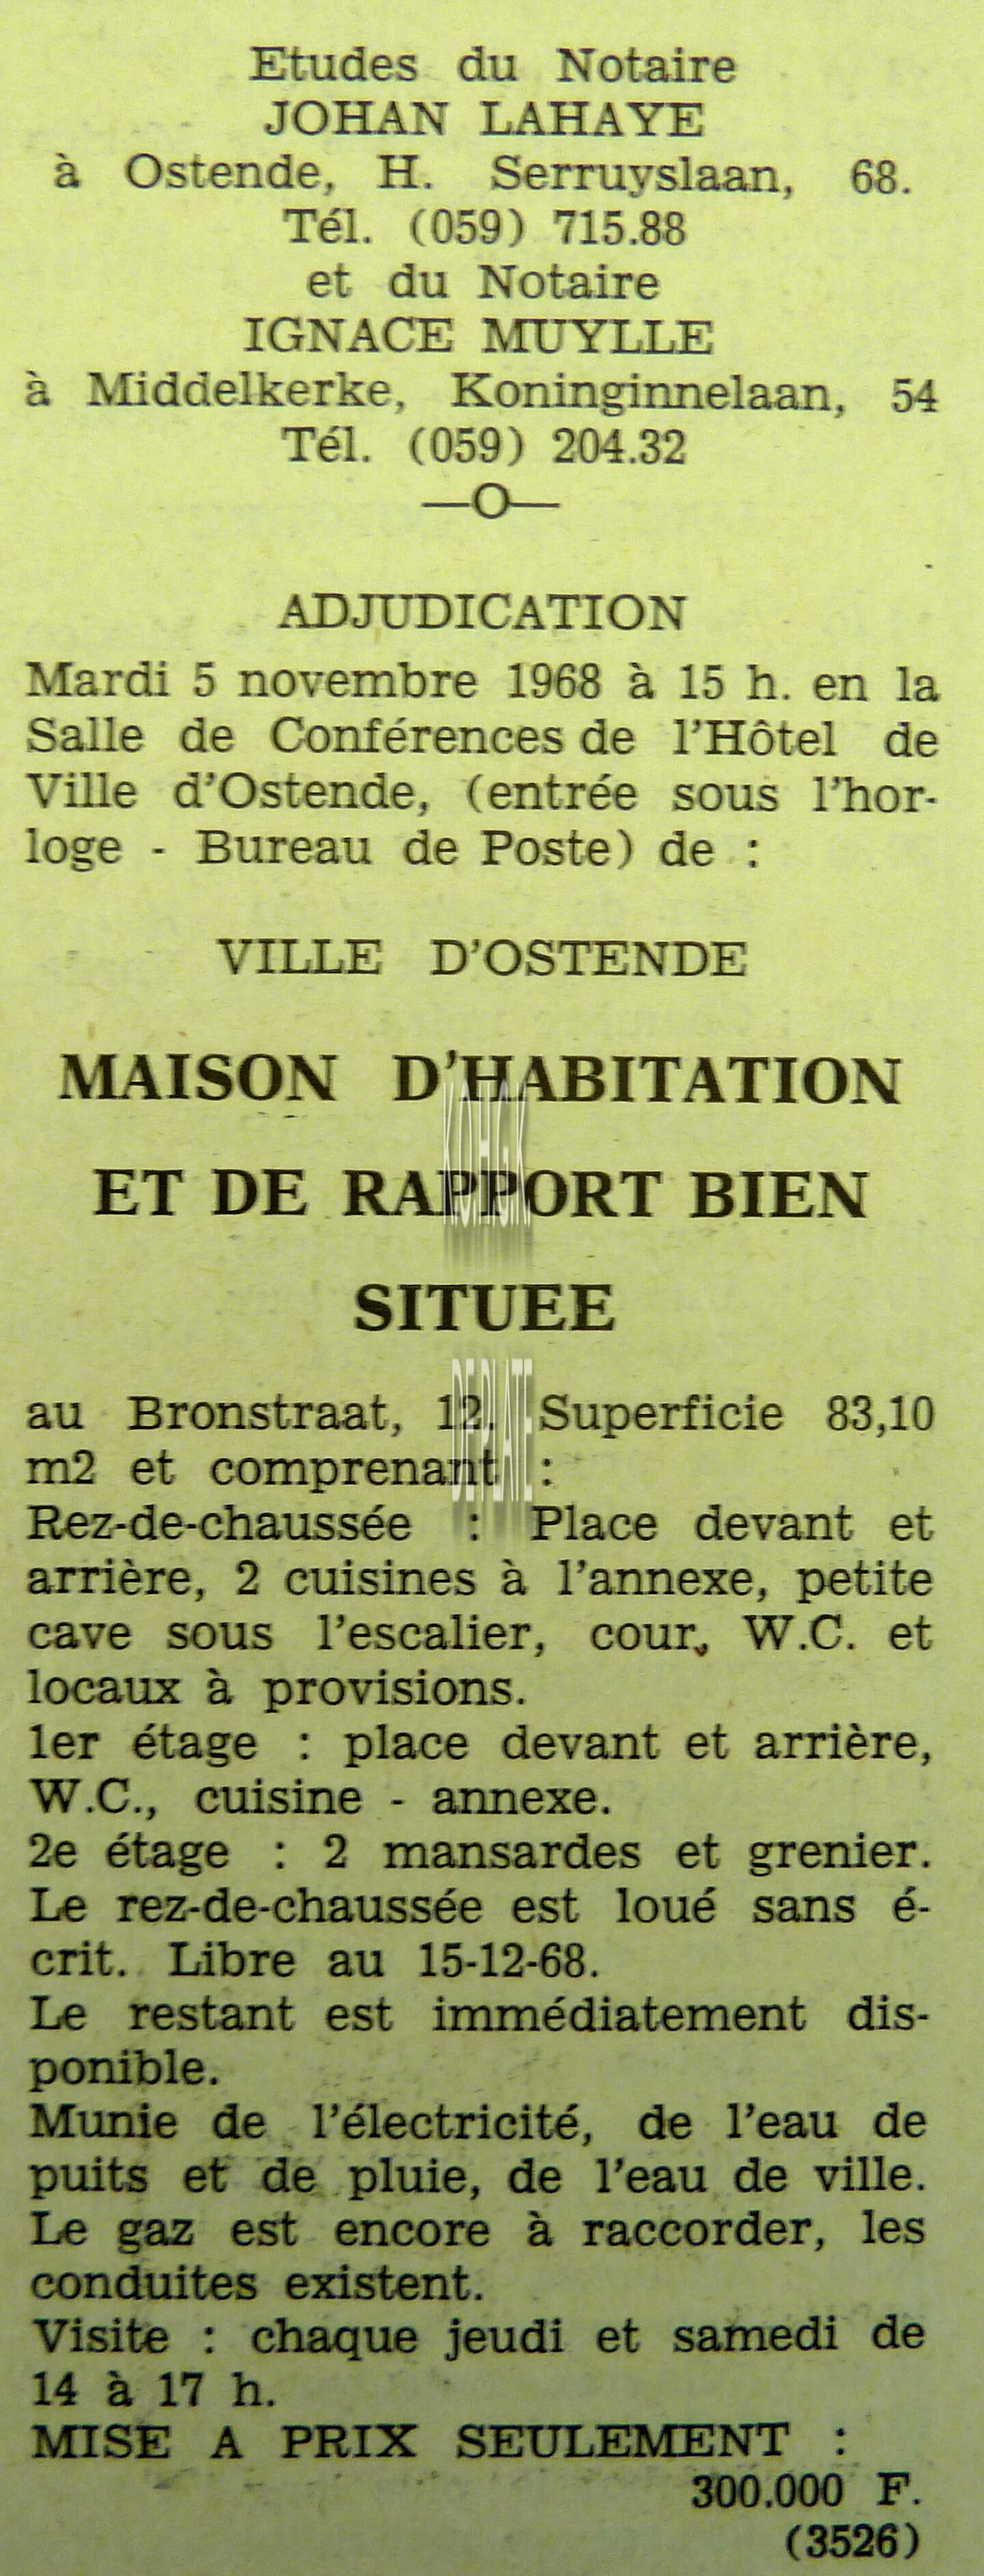 Etudes du Notaire
JOHAN LAHAYE
à Ostende, H. Serruyslaan, 68.
Tél. (059) 715.88
et du Notaire
IGNACE MUYLLE
à Middelkerke, Koninginnelaan, 54
Tél. (059) 204.32
—O—
ADJUDICATION
Mardi 5 novembre 1968 à 15 h. en la
Salle de Conférences de l'Hôtel de
Ville d'Ostende, (entrée sous l'hor-
loge - Bureau de Poste) de :
VILLE D'OSTENDE
MAISON D'HABITATION
KOHGK
ET DE RAPPORT BIEN
SITUEE
DE PLATE
au Bronstraat, 12. Superficie 83,10
m2 et comprenant :
Rez-de-chaussée : Place devant et
arrière, 2 cuisines à l'annexe, petite
cave sous l'escalier, cour, W.C. et
locaux à provisions.
1er étage : place devant et arrière,
W.C., cuisine - annexe.
2e étage : 2 mansardes et grenier.
Le rez-de-chaussée est loué sans é-
crit. Libre au 15-12-68.
Le restant est immédiatement dis-
ponible.
Munie de l'électricité, de l'eau de
puits et de pluie, de l'eau de ville.
Le gaz est encore à raccorder, les
conduites existent.
Visite : chaque jeudi et samedi de
14 à 17 h.
MISE A PRIX SEULEMENT :
300.000 F.
(3526)